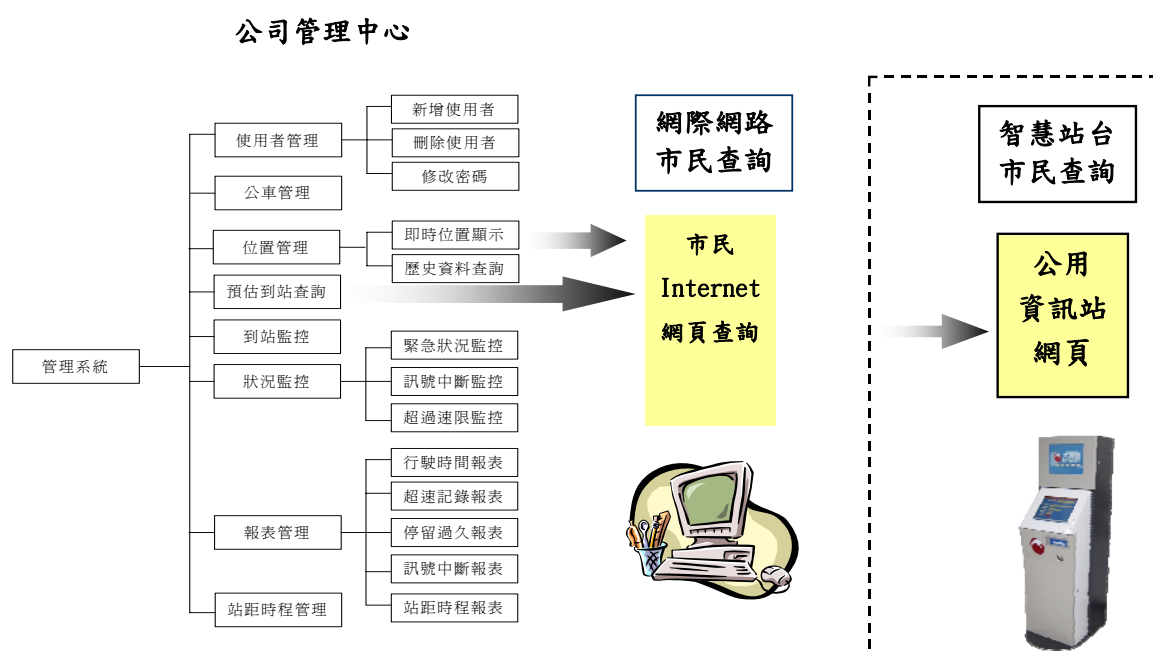 公司管理中心
管理系統
使用者管理
新增使用者
刪除使用者
修改密碼
公車管理
位置管理
即時位置顯示
歷史資料查詢
預估到站查詢
到站監控
狀況監控
緊急狀況監控
訊號中斷監控
超過速限監控
報表管理
行駛時間報表
超速記錄報表
停留過久報表
訊號中斷報表
站距時程報表
站距時程管理
網際網路
市民查詢
市民
Internet
網頁查詢
智慧站台
市民查詢
公用
資訊站
網頁